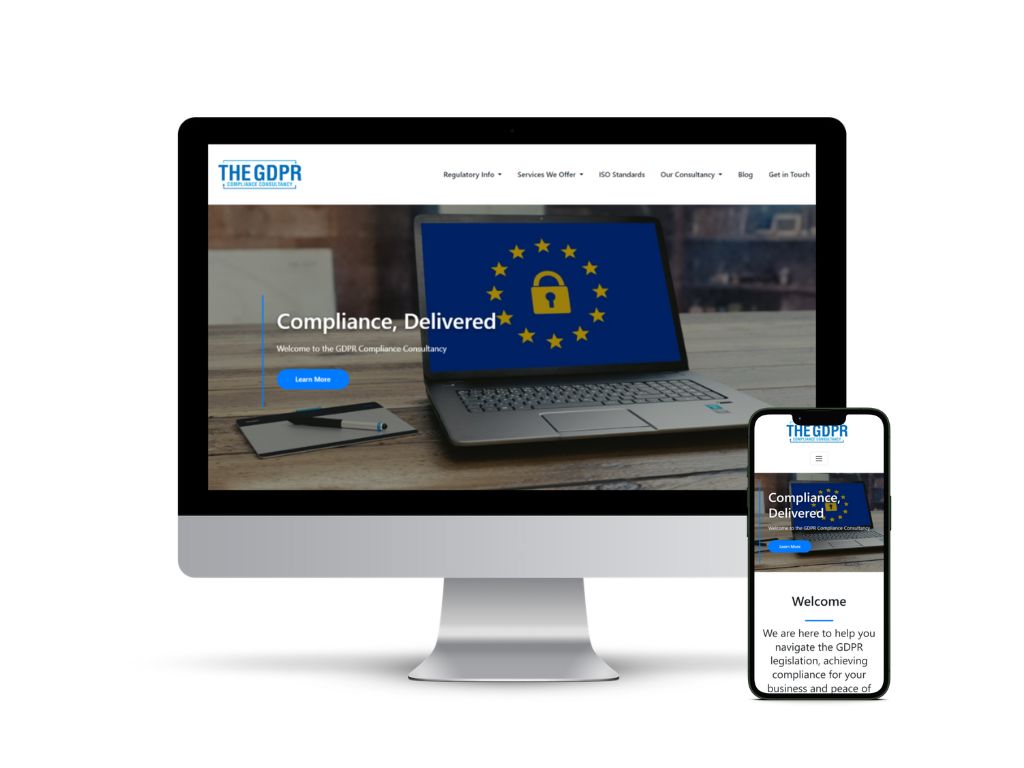 THE GDPR
COMPLIANCE CONSULTANCY
Regulatory Info
Services We Offer
ISO Standards
Our Consultancy
Blog
Get in Touch
Compliance, Delivered
Welcome to the GDPR Compliance Consultancy
Learn More
THE GDPR
COMPLIANCE CONSULTANCY
Compliance,
Delivered
Welcome to the GDPR Compliance Consultancy
Learn More
Welcome
We are here to help you
navigate the GDPR
legislation, achieving
compliance for your
business and peace of